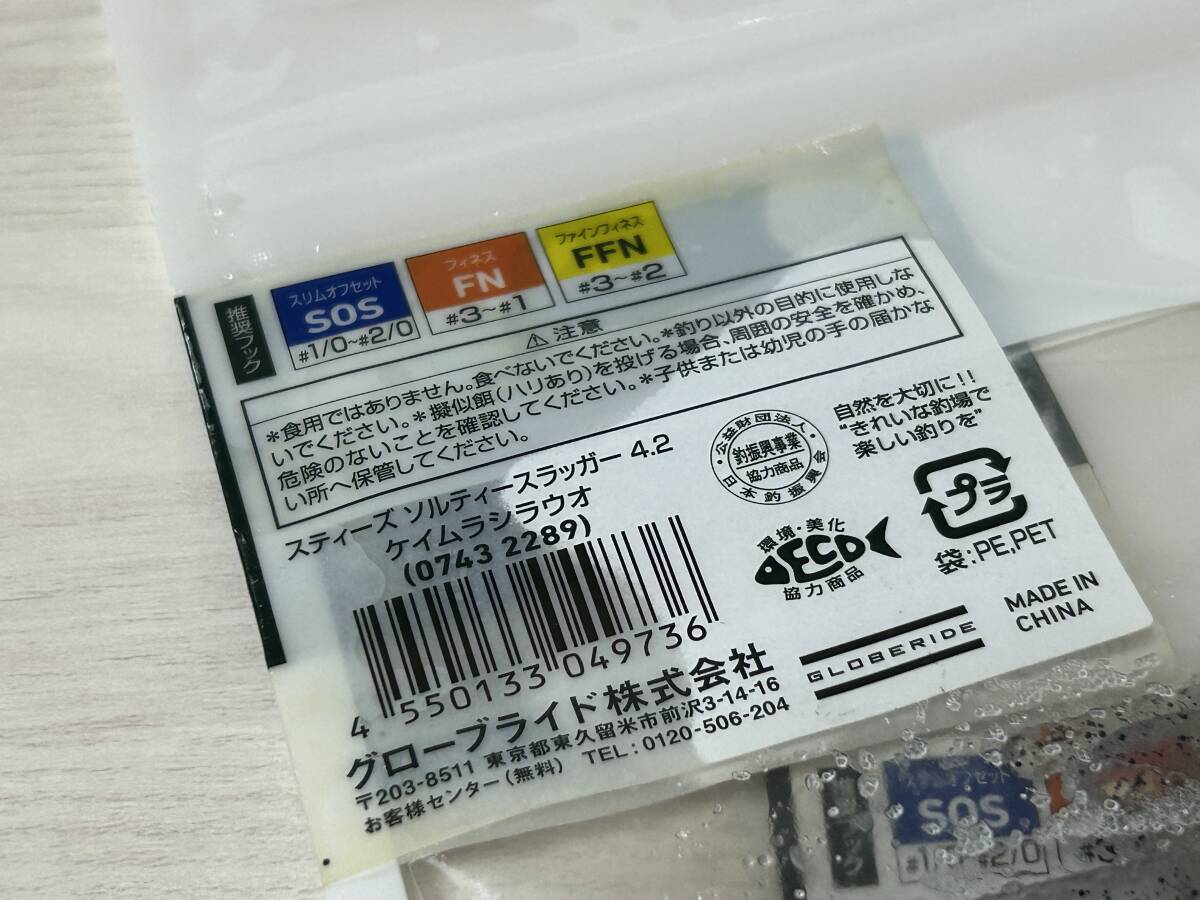 推奨フック
スリムオフセット
SOS
#1/0~#2/0
フィネス
FN
#3~#1
ファインフィネス
FFN
#3~#2
⚠注意
*食用ではありません。食べないでください。*釣り以外の目的に使用しな
いでください。*擬似餌(ハリあり)を投げる場合、周囲の安全を確かめ、
危険のないことを確認してください。*子供または幼児の手の届かな
い所へ保管してください。
スティーズ ソルティースラッガー 4.2
ケイムラシラウオ
(0743 2289)
4 550133 049736
・公益財団法人・
釣振興事業
協力商品
日本釣振興会
自然を大切に!!
"きれいな釣場で
楽しい釣りを"
環境・美化
ECO
協力商品
プラ
袋:PE,PET
グローブライド株式会社
〒203-8511 東京都東久留米市前沢3-14-16
お客様センター(無料) TEL:0120-506-204
GLOBERIDE
MADE IN
CHINA
スリムオフセット
SOS
#2/0
フック